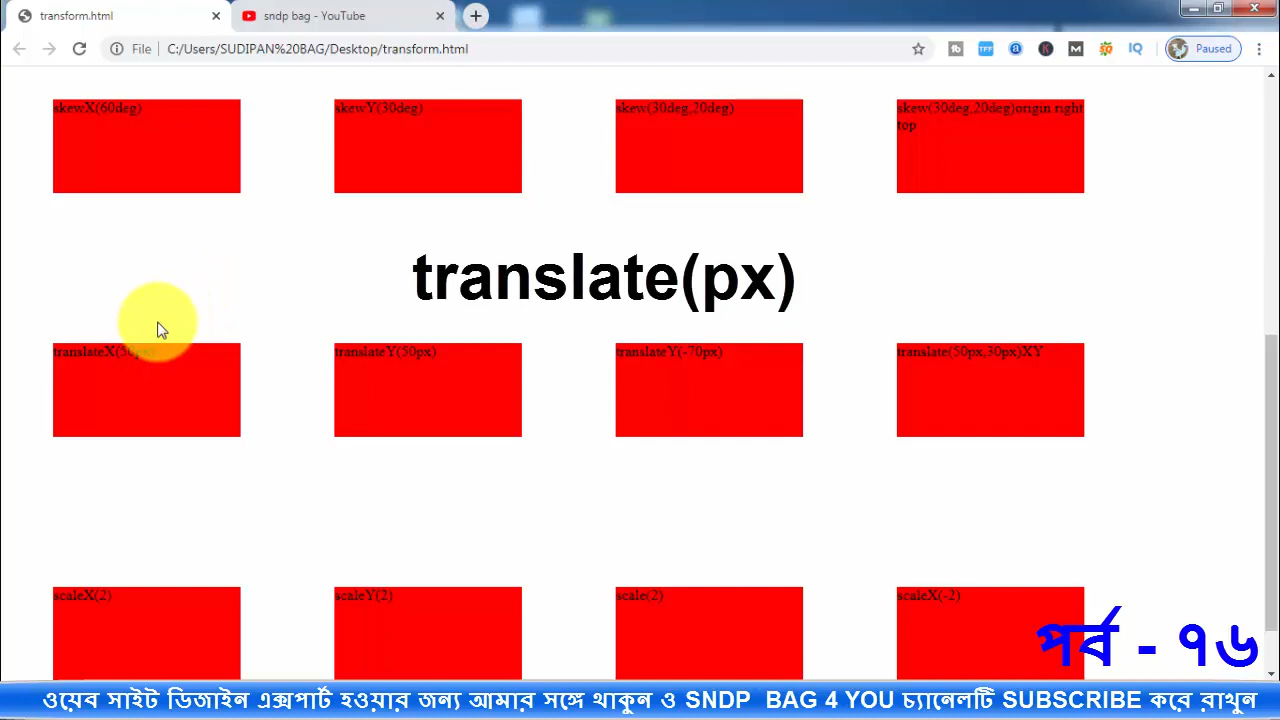 transform.html
sndp bag - YouTube
File
C:/Users/SUDIPAN%20BAG/Desktop/transform.html
Paused
skewX(60deg)
skewY(30deg)
skew(30deg,20deg)
skew(30deg,20deg)origin right
top
translate(px)
translateX(50px)
translateY(50px)
translateY(-70px)
translate(50px,30px)XY
scaleX(2)
scaleY(2)
scale(2)
scaleX(-2)
পর্ব - ৭৬
ওয়েব সাইট ডিজাইন এক্সপার্ট হওয়ার জন্য আমার সঙ্গে থাকুন ও SNDP BAG 4 YOU চ্যানেলটি SUBSCRIBE করে রাখুন